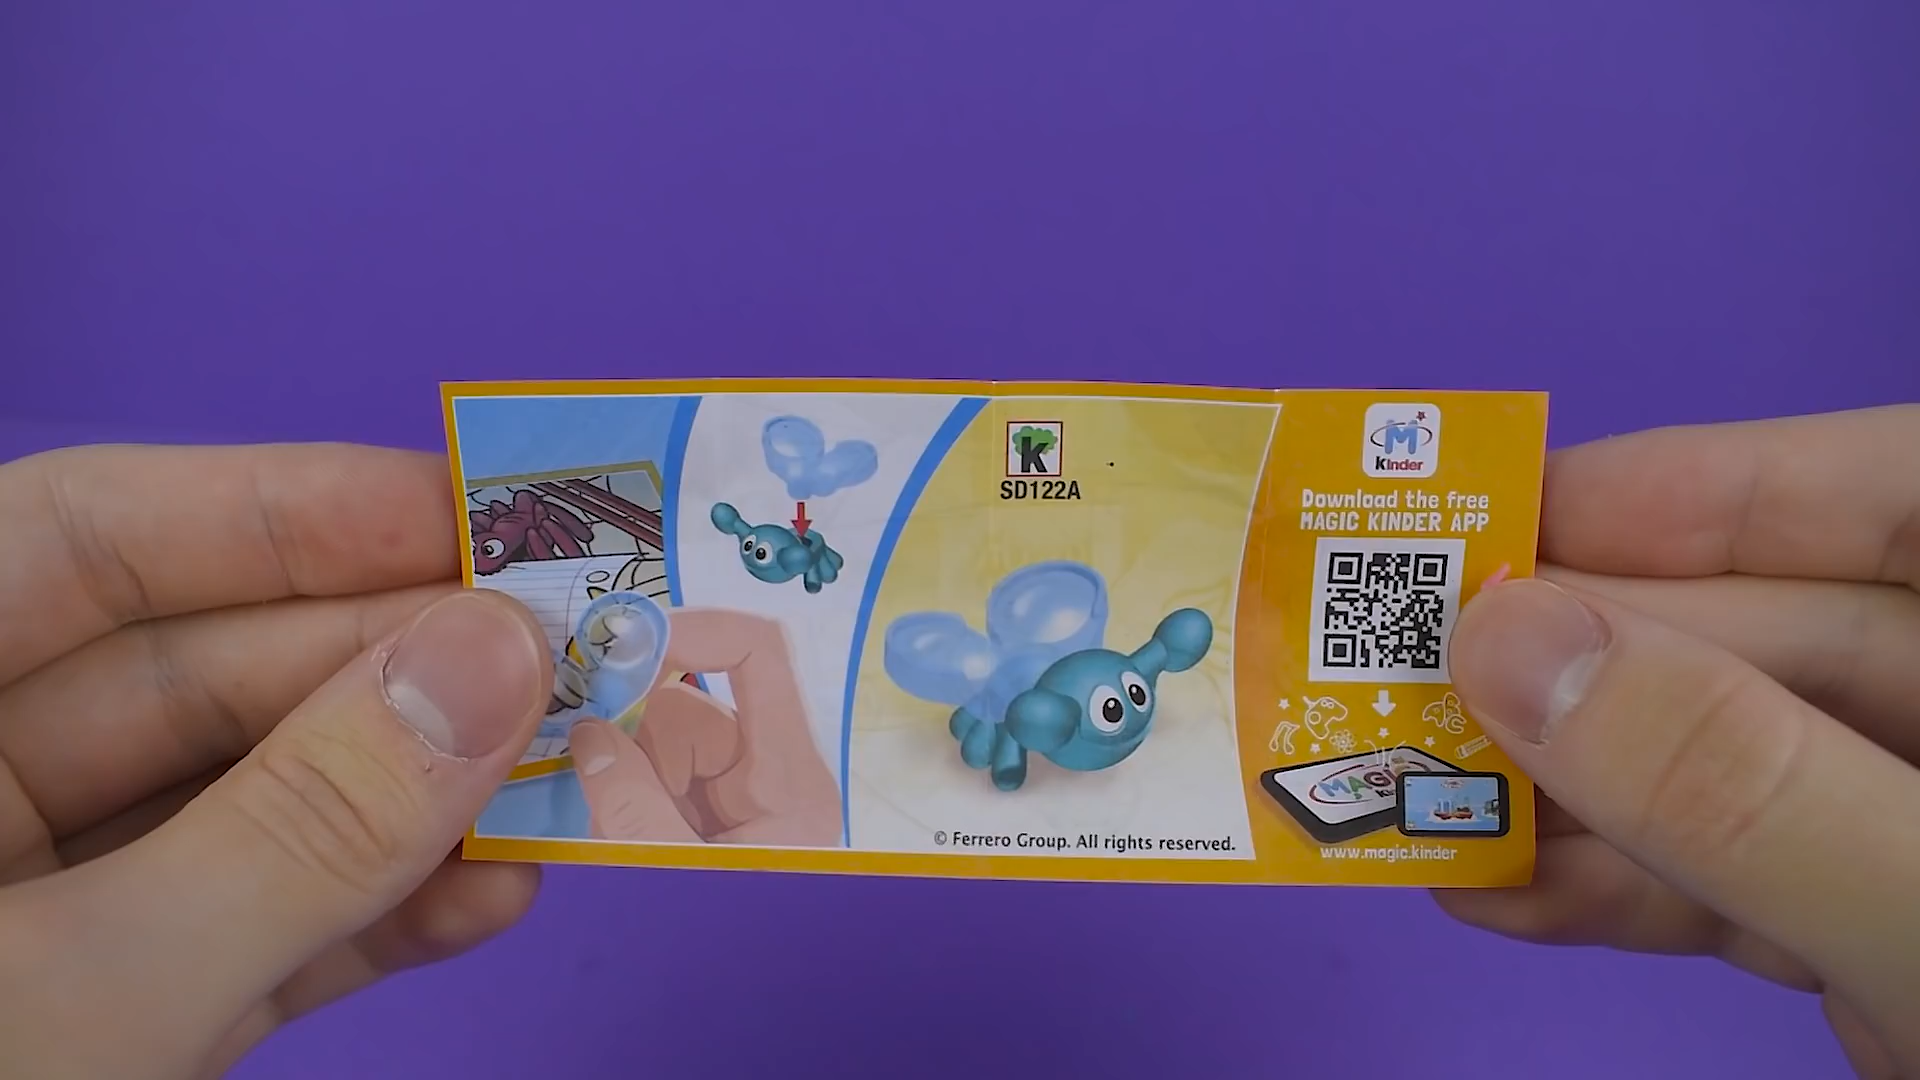 K
SD122A
© Ferrero Group. All rights reserved.
M
Kinder
Download the free
MAGIC KINDER APP
www.magic.kinder